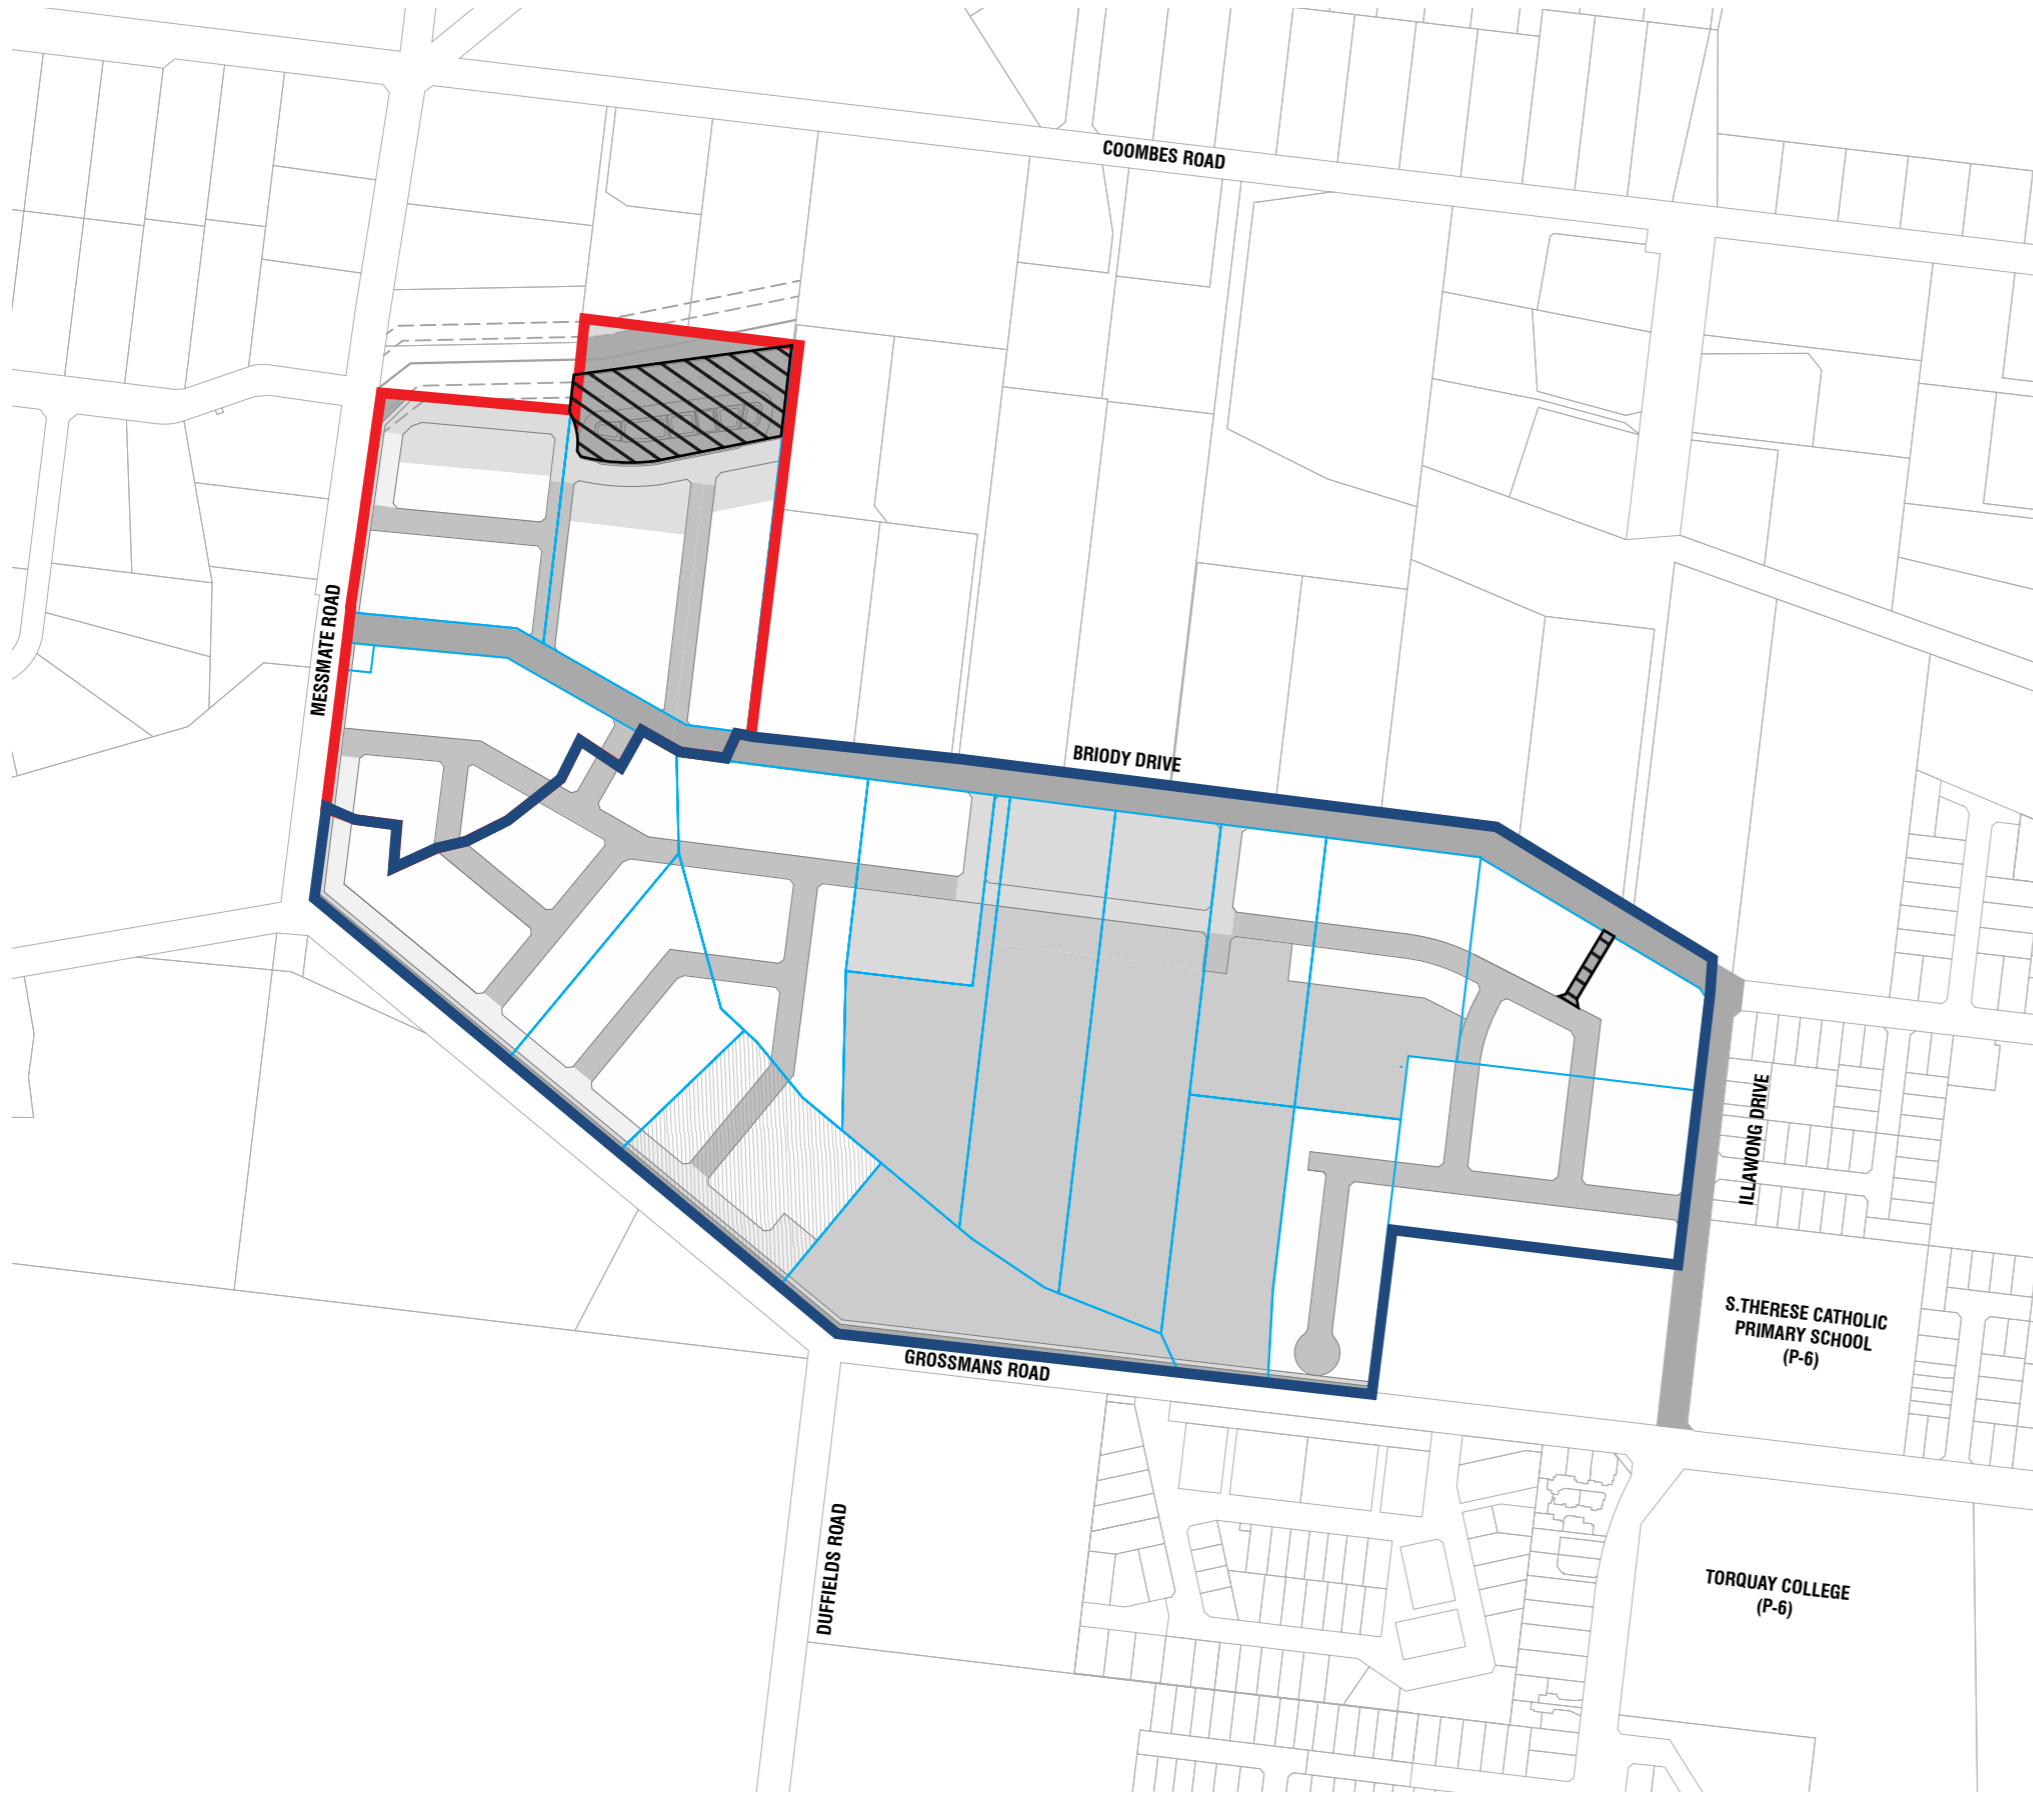 COOMBES ROAD
MESSMATE ROAD
BRIODY DRIVE
ILLAWONG DRIVE
S.THERESE CATHOLIC
PRIMARY SCHOOL
(P-6)
GROSSMANS ROAD
DUFFIELDS ROAD
TORQUAY COLLEGE
(P-6)